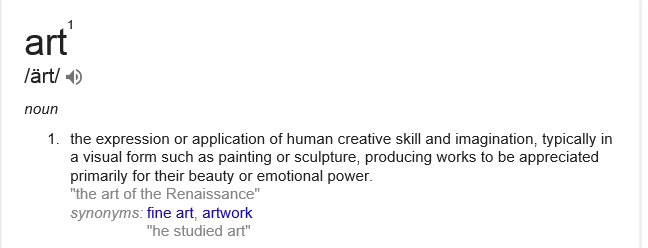 art¹
/ärt/
noun
1. the expression or application of human creative skill and imagination, typically in
a visual form such as painting or sculpture, producing works to be appreciated
primarily for their beauty or emotional power.
"the art of the Renaissance"
synonyms: fine art, artwork
"he studied art"